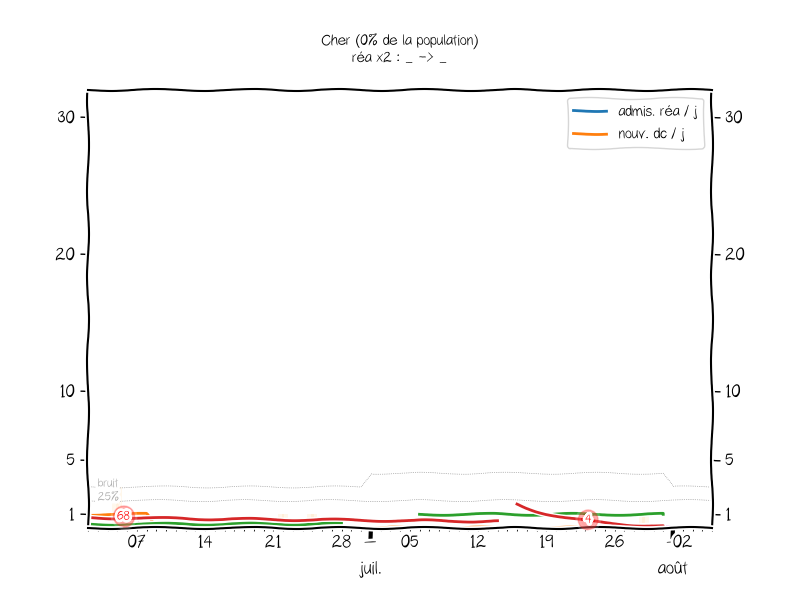 Cher (0% de la population)
réa x2 : _ -> _
admis. réa / j
nouv. dc / j
30 30
20 20
10 10
5 5
bruit
25%
1 68 4 1
07 14 21 28 05 12 19 26 02
juil. août